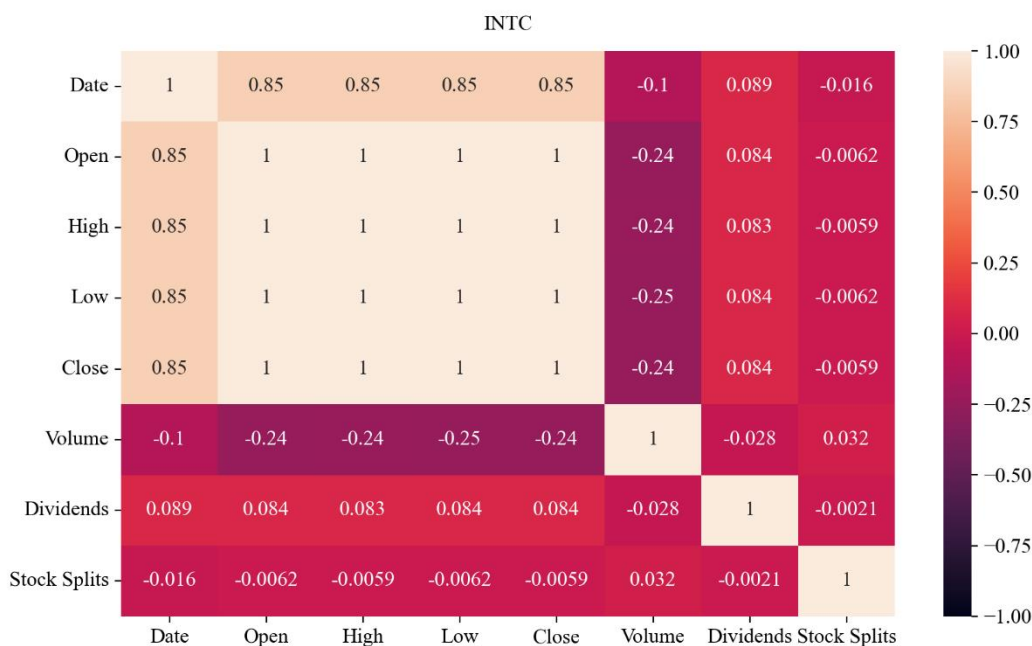 INTC
Date 1 0.85 0.85 0.85 0.85 -0.1 0.089 -0.016
Open 0.85 1 1 1 1 -0.24 0.084 -0.0062
High 0.85 1 1 1 1 -0.24 0.083 -0.0059
Low 0.85 1 1 1 1 -0.25 0.084 -0.0062
Close 0.85 1 1 1 1 -0.24 0.084 -0.0059
Volume -0.1 -0.24 -0.24 -0.25 -0.24 1 -0.028 0.032
Dividends 0.089 0.084 0.083 0.084 0.084 -0.028 1 -0.0021
Stock Splits -0.016 -0.0062 -0.0059 -0.0062 -0.0059 0.032 -0.0021 1
Date Open High Low Close Volume Dividends Stock Splits
1.00
0.75
0.50
0.25
0.00
−0.25
−0.50
−0.75
−1.00